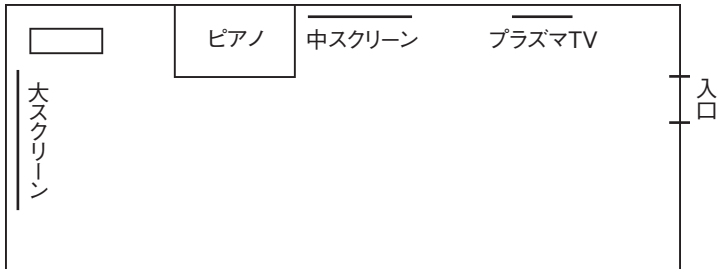 ピアノ
中スクリーン
プラズマTV
入口
大スクリーン